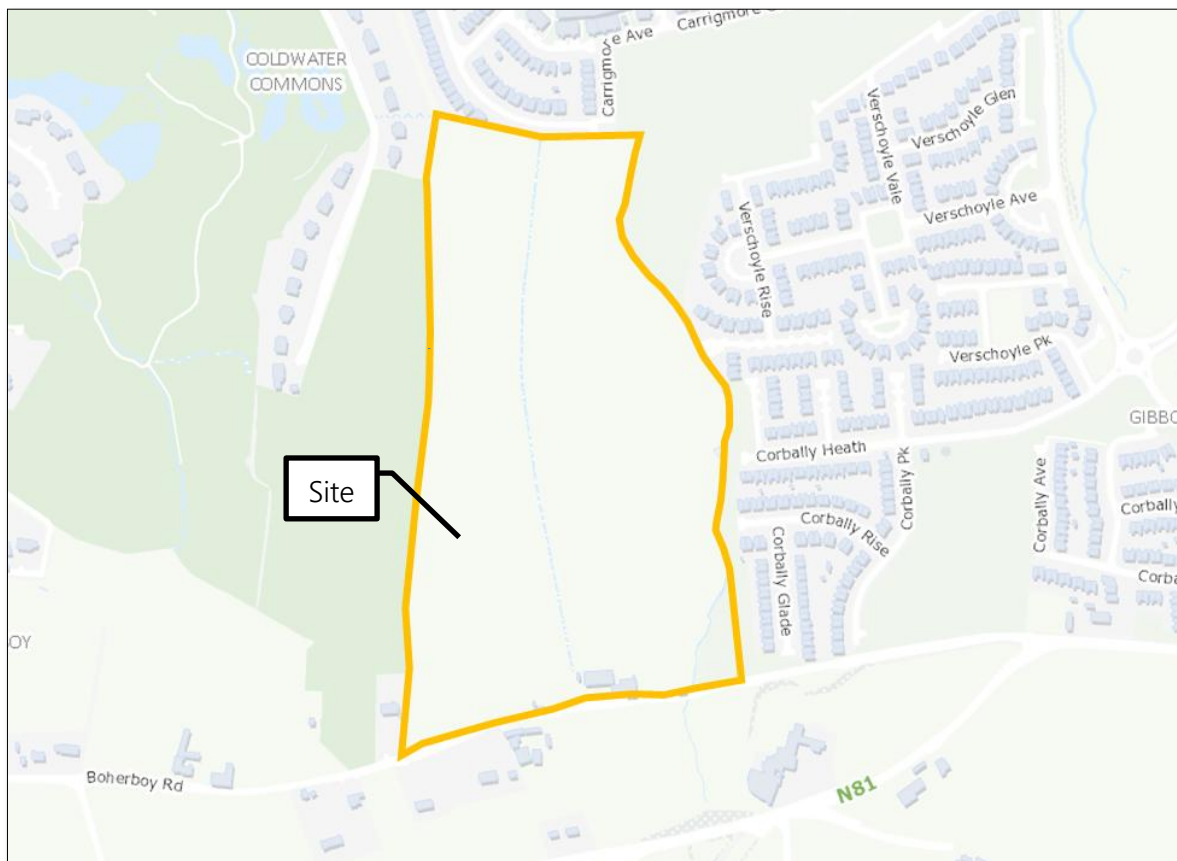 Carrigmore
e Ave
Carrigmore
COLDWATER
COMMONS
Verschoyle Glen
Verschoyle Vale
Verschoyle Ave
Verschoyle Rise
Verschoyle Pk
GIBBO
Corbally Heath
Corbally Pk
Corbally Ave
Site
Corbally Rise
Corbally
Corbally Glade
Corba
OY
Boherboy Rd
N81